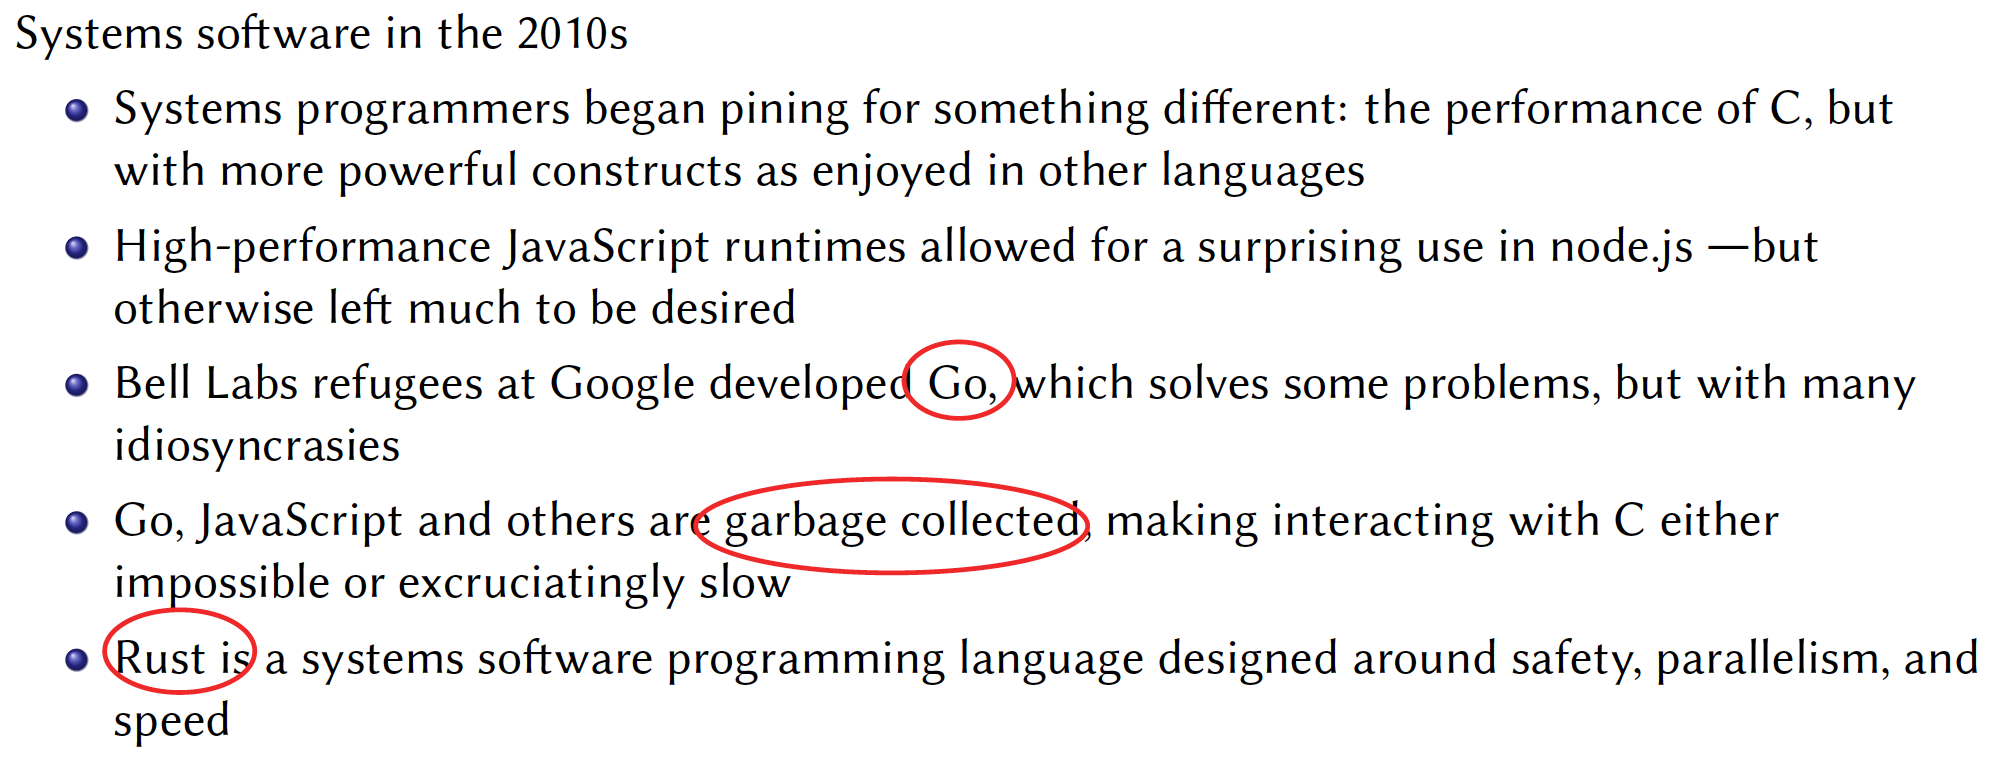 Systems software in the 2010s
Systems programmers began pining for something different: the performance of C, but
with more powerful constructs as enjoyed in other languages
High-performance JavaScript runtimes allowed for a surprising use in node.js —but
otherwise left much to be desired
Bell Labs refugees at Google developed Go, which solves some problems, but with many
idiosyncrasies
Go, JavaScript and others are garbage collected, making interacting with C either
impossible or excruciatingly slow
Rust is a systems software programming language designed around safety, parallelism, and
speed